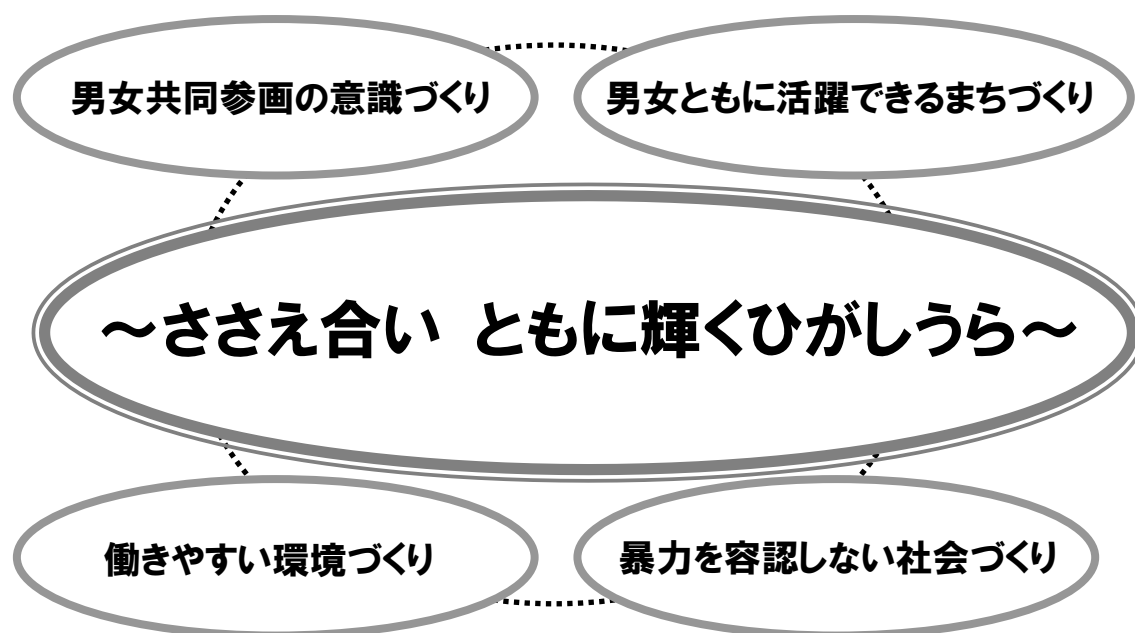 男女共同参画の意識づくり
男女ともに活躍できるまちづくり
～ささえ合い ともに輝くひがしうら～
働きやすい環境づくり
暴力を容認しない社会づくり